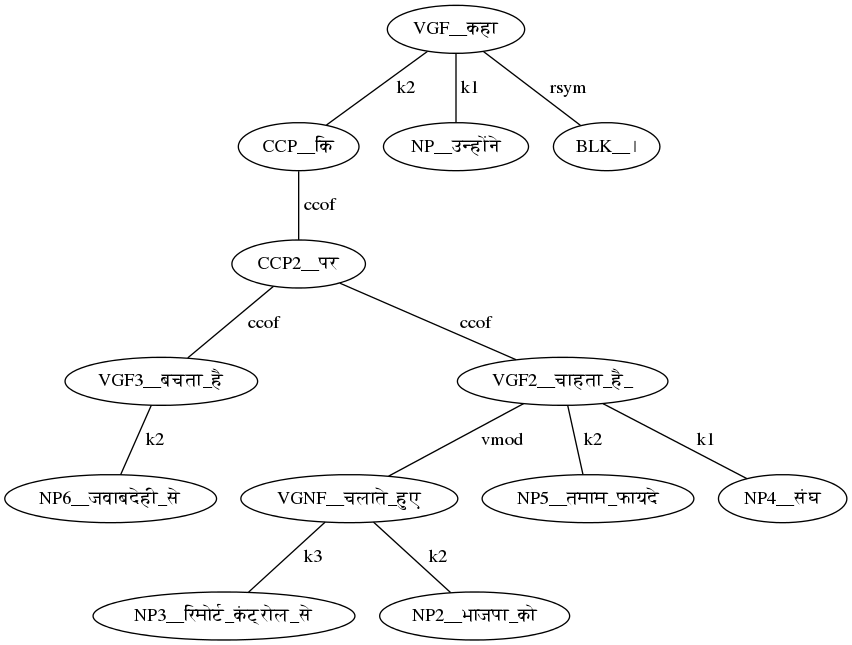 VGF__कहा
k2 k1 rsym
CCP__कि NP__उन्होंने BLK__।
ccof
CCP2__पर
ccof ccof
VGF3__बचता_है VGF2__चाहता_है_
k2 vmod k2 k1
NP6__जवाबदेही_से VGNF__चलाते_हुए NP5__तमाम_फायदे NP4__संघ
k3 k2
NP3__रिमोर्ट_कंट्रोल_से NP2__भाजपा_को